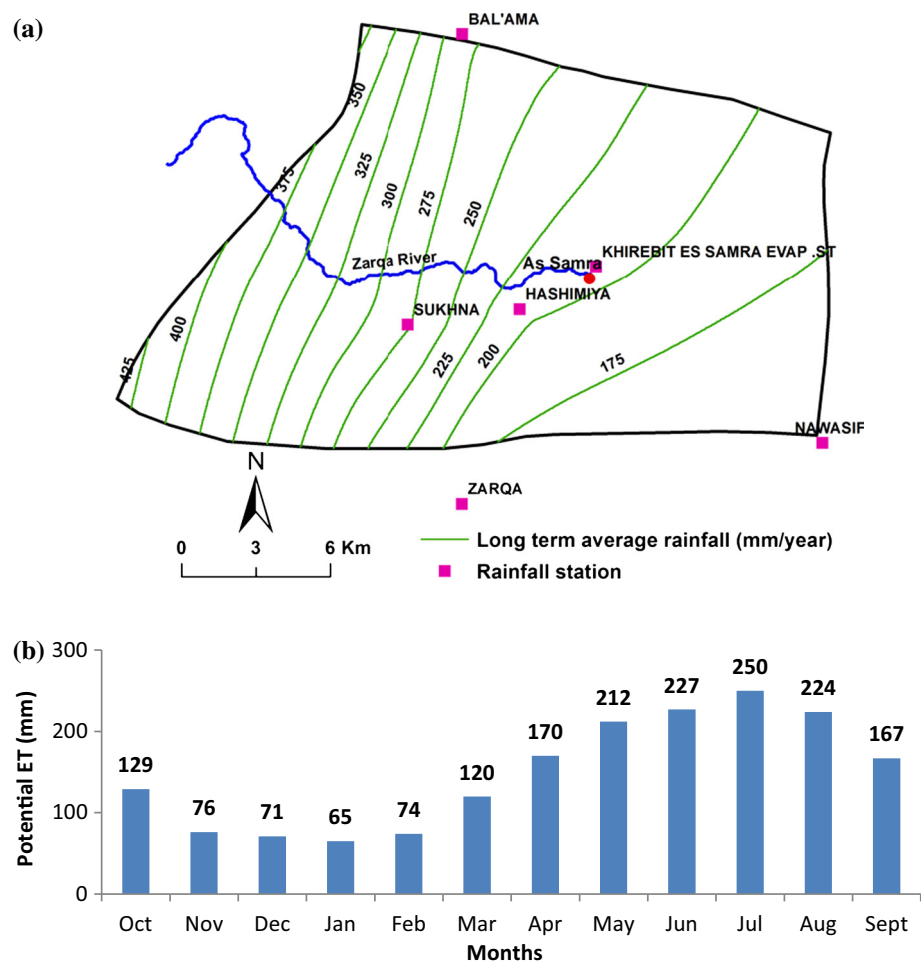 (a)
BAL'AMA
350
375
325
300
275
250
Zarqa River
As Samra
KHIREBIT ES SAMRA EVAP .ST
SUKHNA
HASHIMIYA
400
425
225
200
175
NAWASIF
N
ZARQA
0 3 6 Km
Long term average rainfall (mm/year)
Rainfall station
(b)
Potential ET (mm)
300
200
100
0
129
76
71
65
74
120
170
212
227
250
224
167
Oct Nov Dec Jan Feb Mar Apr May Jun Jul Aug Sept
Months